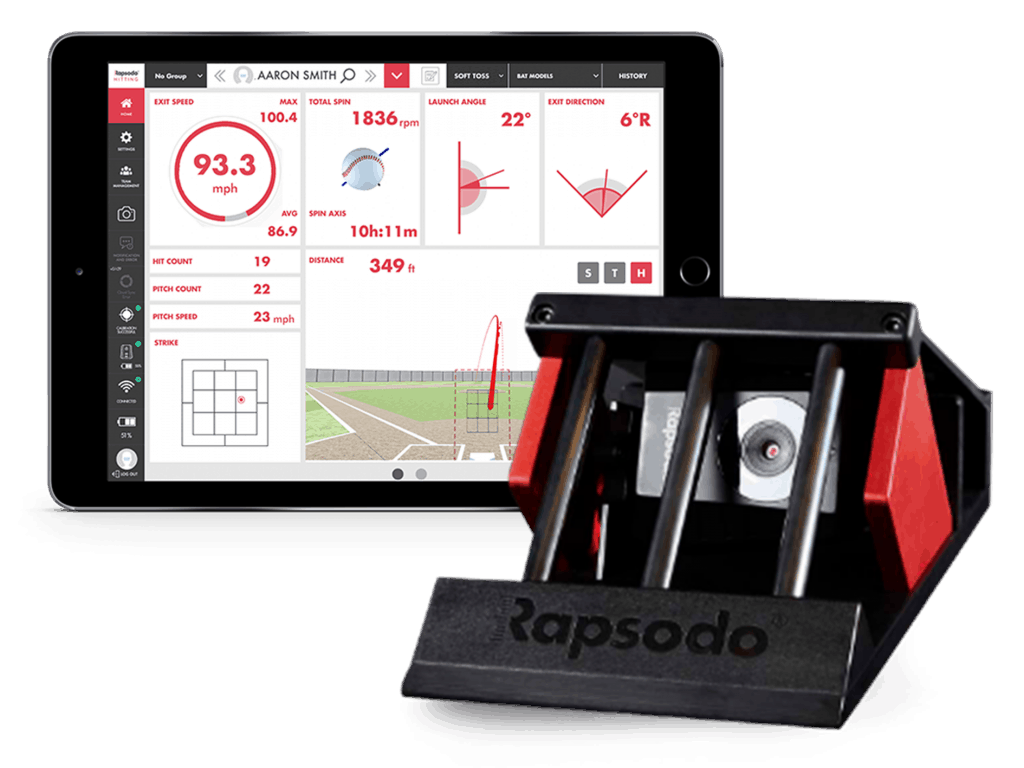 Rapsodo
HITTING
No Group
AARON SMITH
SOFT TOSS
BAT MODELS
HISTORY
HOME
SETTINGS
TEAM
MANAGEMENT
CONNECTED
51 %
LOG OUT
EXIT SPEED
MAX
100.4
93.3
mph
AVG
86.9
TOTAL SPIN
1836 rpm
SPIN AXIS
10h:11m
LAUNCH ANGLE
22°
EXIT DIRECTION
6°R
HIT COUNT 19
PITCH COUNT 22
PITCH SPEED 23 mph
STRIKE
DISTANCE 349 ft
S T H
Rapsodo
Rapsodo®